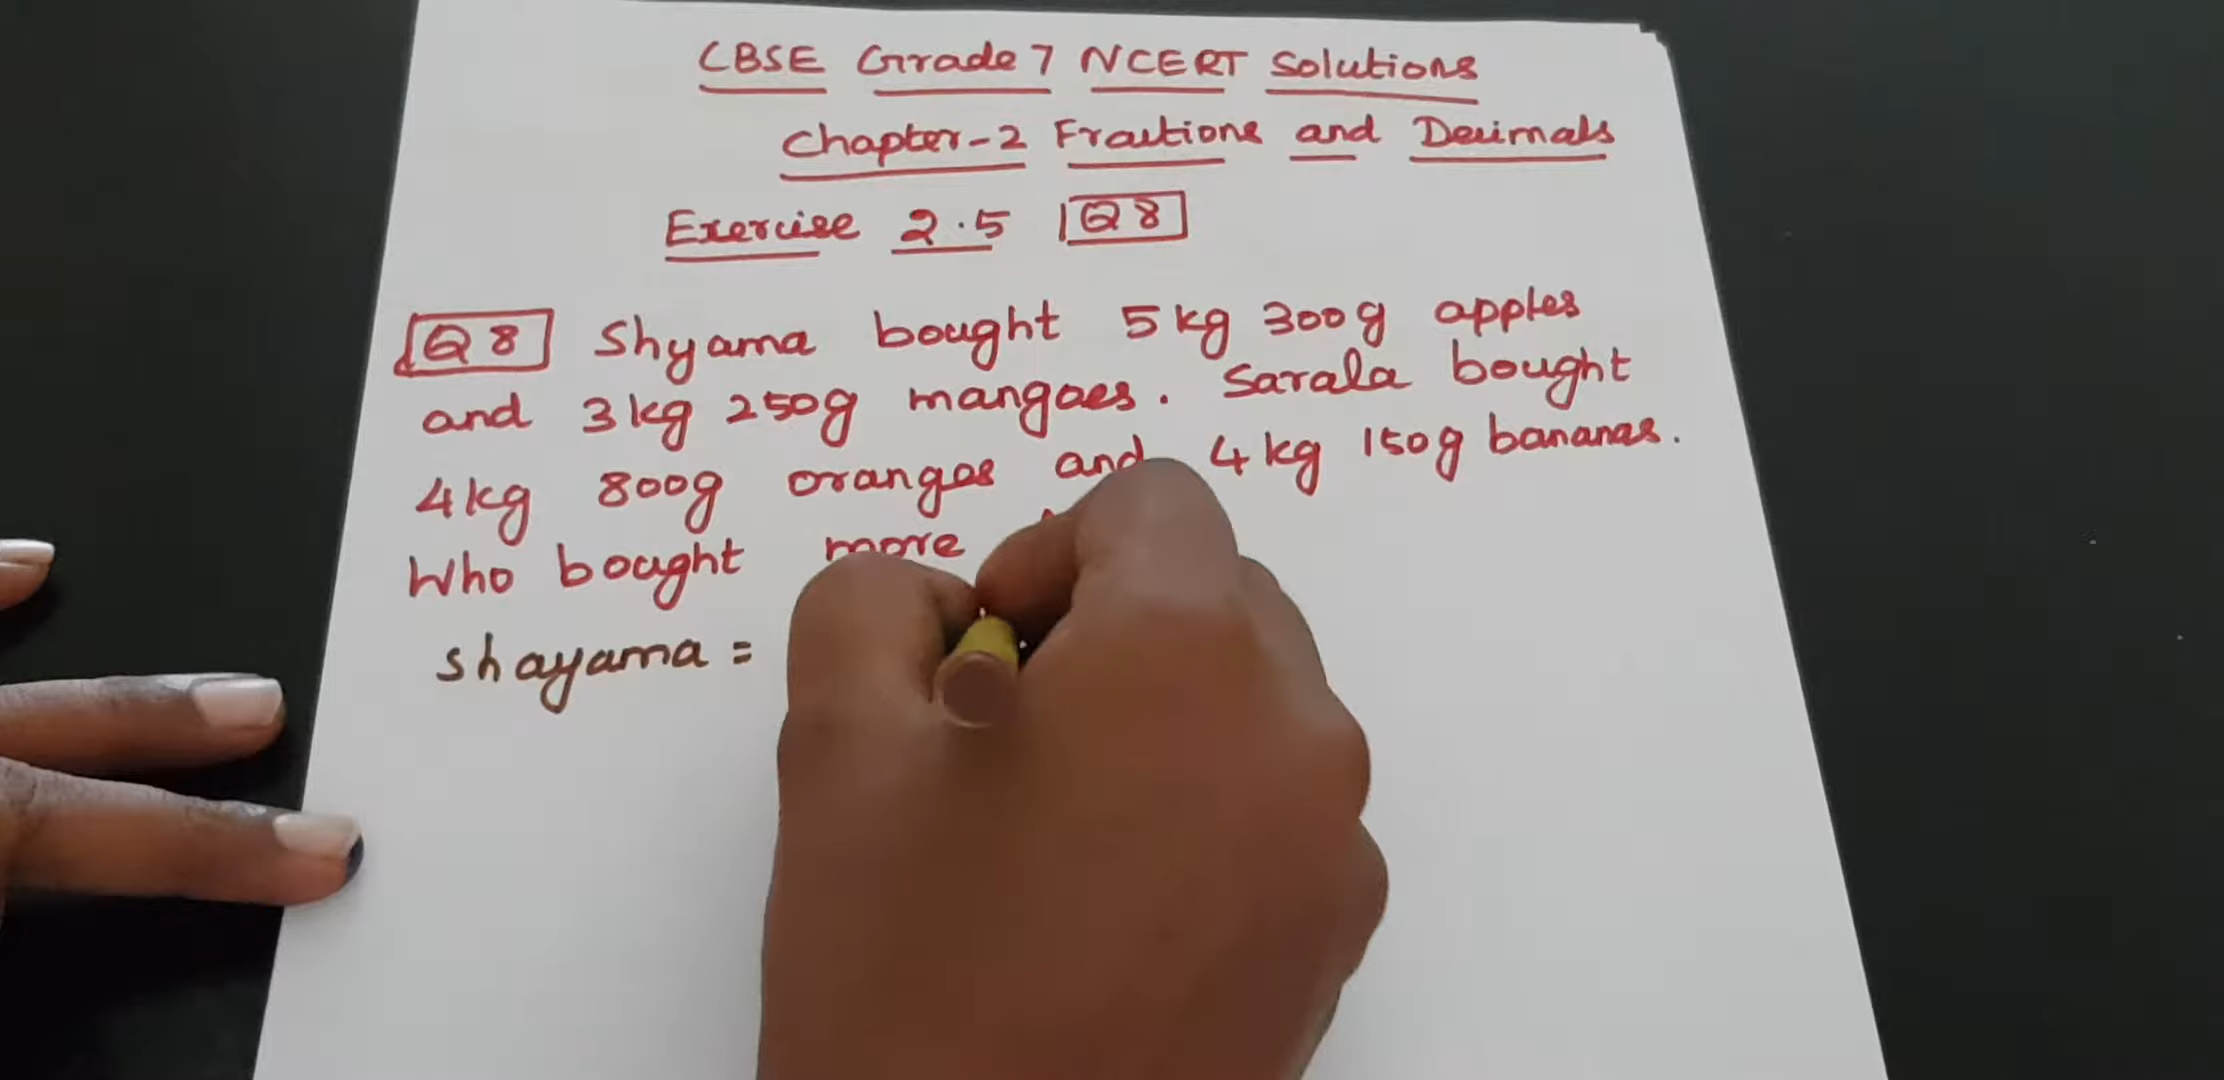 CBSE Grade 7 NCERT Solutions
Chapter-2 Fractions and Decimals
Exercise 2.5 Q8
Q8 Shyama bought 5kg 300g apples
and 3kg 250g mangoes. Sarala bought
4kg 800g oranges and 4kg 150g bananas.
Who bought more
shayama =